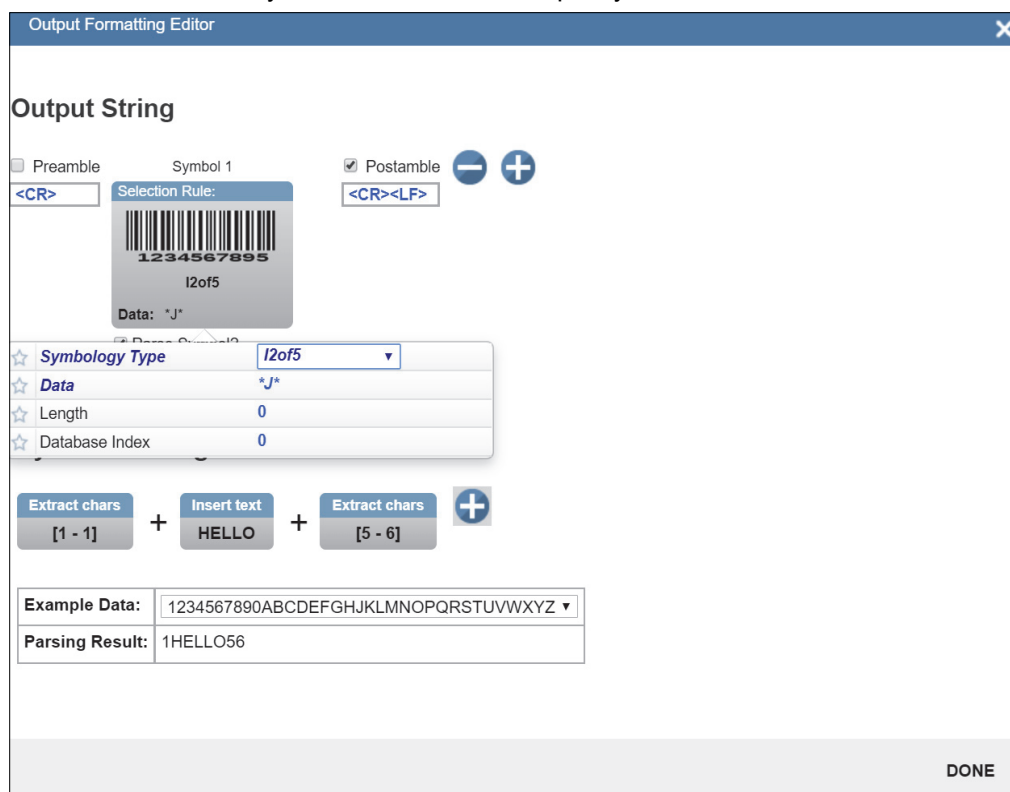 Output Formatting Editor
Output String
Preamble Symbol 1 Postamble
<CR> Selection Rule: <CR><LF>
1234567895
I2of5
Data: *J*
Symbology Type I2of5
Data *J*
Length 0
Database Index 0
Extract chars Insert text Extract chars
[1 - 1] + HELLO + [5 - 6]
Example Data: 1234567890ABCDEFGHJKLMNOPQRSTUVWXYZ
Parsing Result: 1HELLO56
DONE